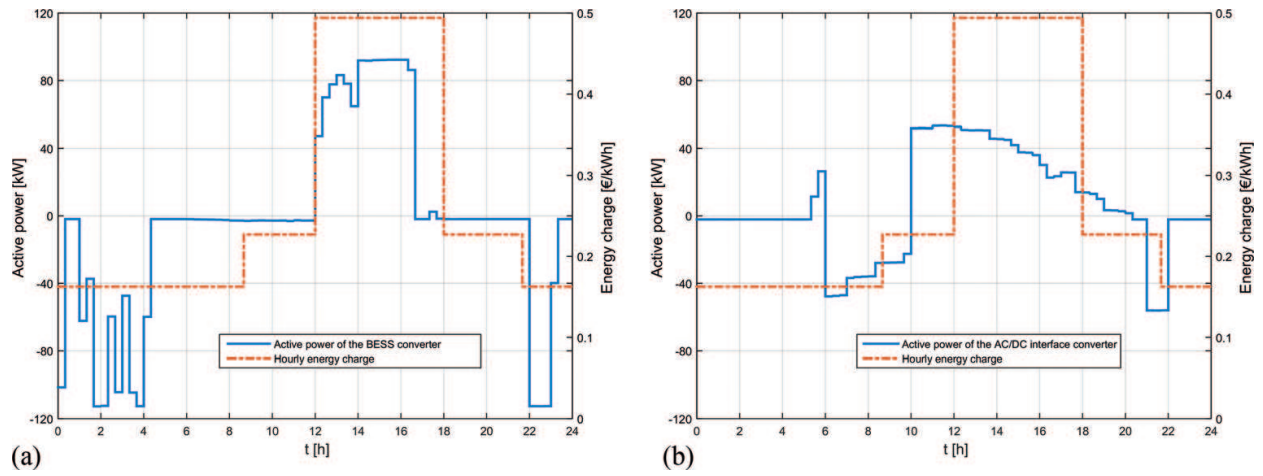 120
80
40
0
-40
-80
-120
Active power [kW]
0.5
0.4
0.3
0.2
0.1
0
Energy charge [€/kWh]
Active power of the BESS converter
Hourly energy charge
0 2 4 6 8 10 12 14 16 18 20 22 24
t [h]
(a)
120
80
40
0
-40
-80
-120
Active power [kW]
0.5
0.4
0.3
0.2
0.1
0
Energy charge [€/kWh]
Active power of the AC/DC interface converter
Hourly energy charge
0 2 4 6 8 10 12 14 16 18 20 22 24
t [h]
(b)